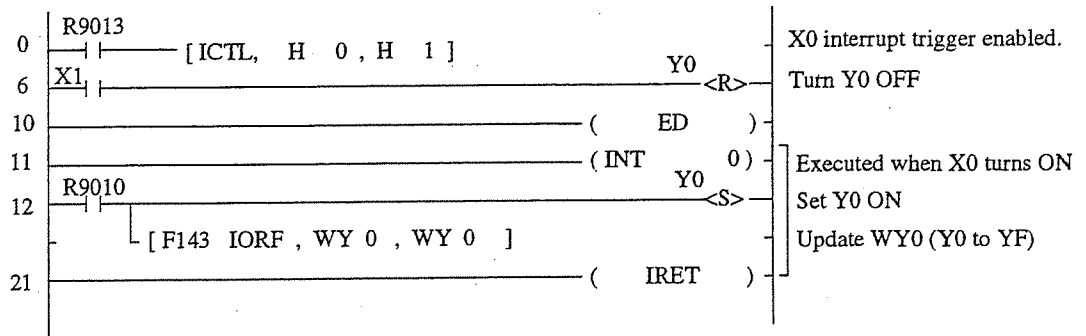 R9013
0 [ICTL, H 0 , H 1 ] X0 interrupt trigger enabled.
X1 Y0
6 <R> Turn Y0 OFF
10 ( ED )
11 ( INT 0 ) Executed when X0 turns ON
R9010 Y0
12 <S> Set Y0 ON
[ F143 IORF , WY 0 , WY 0 ] Update WY0 (Y0 to YF)
21 ( IRET )